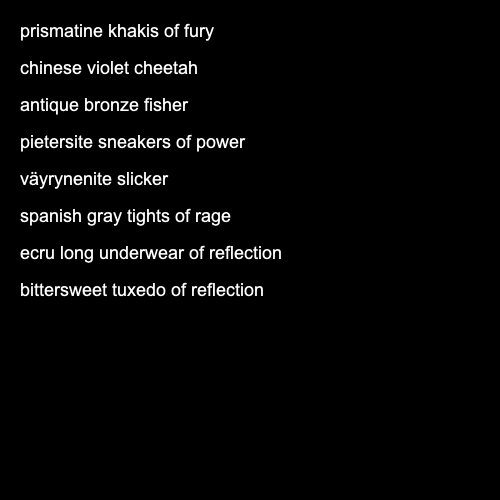 prismatine khakis of fury
chinese violet cheetah
antique bronze fisher
pietersite sneakers of power
väyrynenite slicker
spanish gray tights of rage
ecru long underwear of reflection
bittersweet tuxedo of reflection